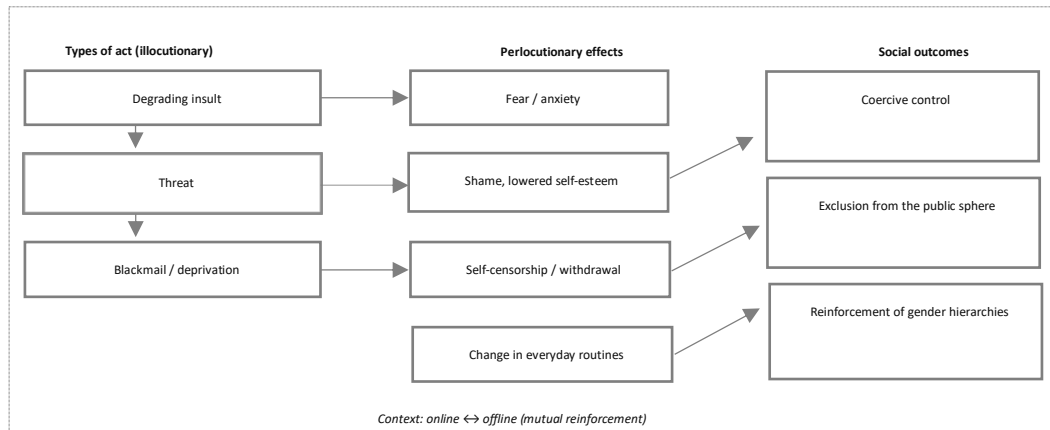 Types of act (illocutionary)
Perlocutionary effects
Social outcomes
Degrading insult
Fear / anxiety
Coercive control
Threat
Shame, lowered self-esteem
Exclusion from the public sphere
Blackmail / deprivation
Self-censorship / withdrawal
Reinforcement of gender hierarchies
Change in everyday routines
Context: online ↔ offline (mutual reinforcement)